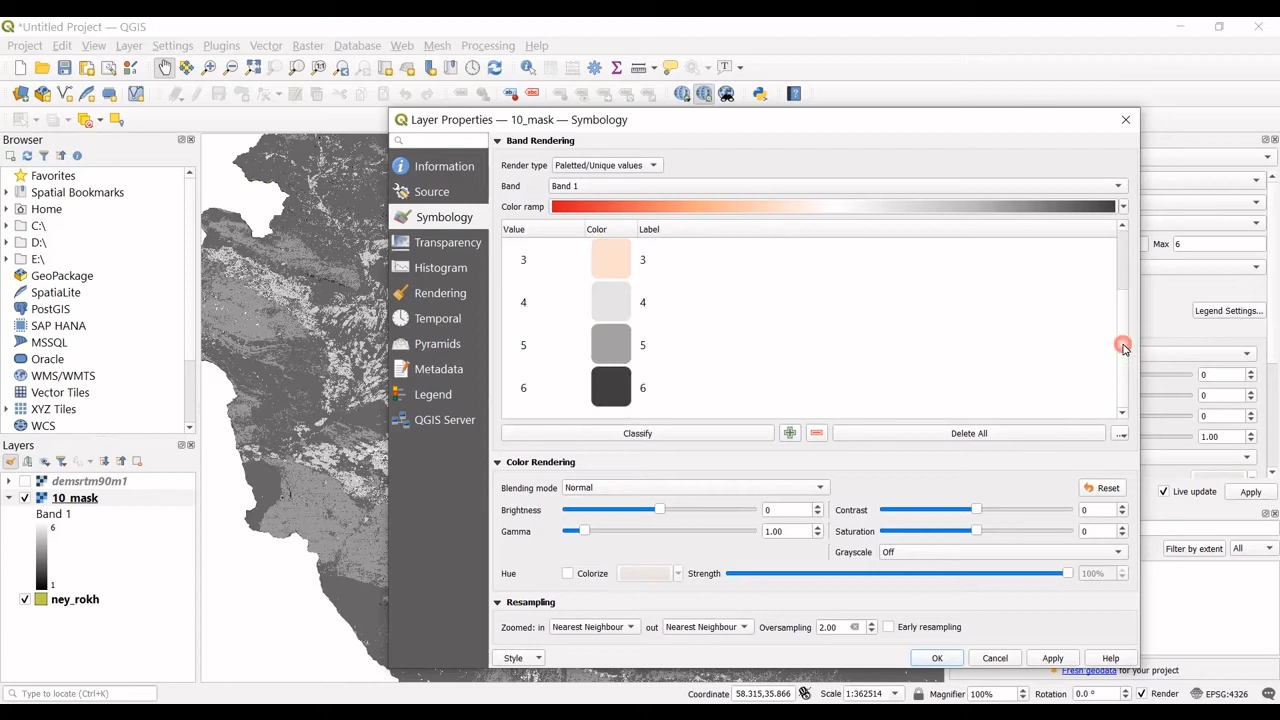 *Untitled Project — QGIS
Project Edit View Layer Settings Plugins Vector Raster Database Web Mesh Processing Help
Layer Properties — 10_mask — Symbology
Browser
Favorites
Spatial Bookmarks
Home
C:\
D:\
E:\
GeoPackage
SpatiaLite
PostGIS
SAP HANA
MSSQL
Oracle
WMS/WMTS
Vector Tiles
XYZ Tiles
WCS
Layers
demsrtm90m1
10_mask
Band 1
6
1
ney_rokh
Information
Source
Symbology
Transparency
Histogram
Rendering
Temporal
Pyramids
Metadata
Legend
QGIS Server
Band Rendering
Render type Paletted/Unique values
Band Band 1
Color ramp
Value Color Label
3 3
4 4
5 5
6 6
Classify Delete All ...
Color Rendering
Blending mode Normal Reset
Brightness 0 Contrast 0
Gamma 1.00 Saturation 0
Grayscale Off
Hue Colorize Strength 100%
Resampling
Zoomed: in Nearest Neighbour out Nearest Neighbour Oversampling 2.00 Early resampling
Style OK Cancel Apply Help
Max 6
Legend Settings...
0
0
0
1.00
Live update Apply
Filter by extent All
Fresh geodata for your project
Type to locate (Ctrl+K) Coordinate 58.315,35.866 Scale 1:362514 Magnifier 100% Rotation 0.0 ° Render EPSG:4326